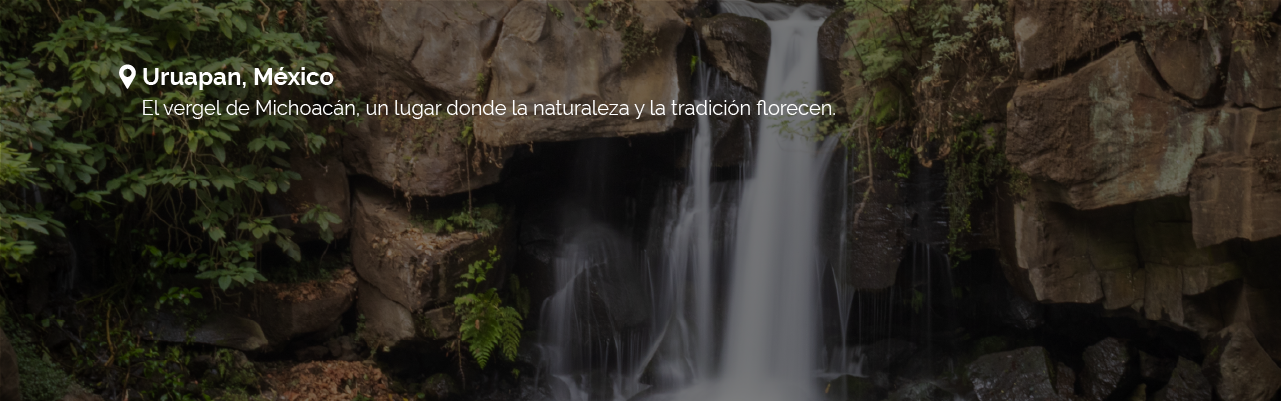 Uruapan, México
El vergel de Michoacán, un lugar donde la naturaleza y la tradición florecen.